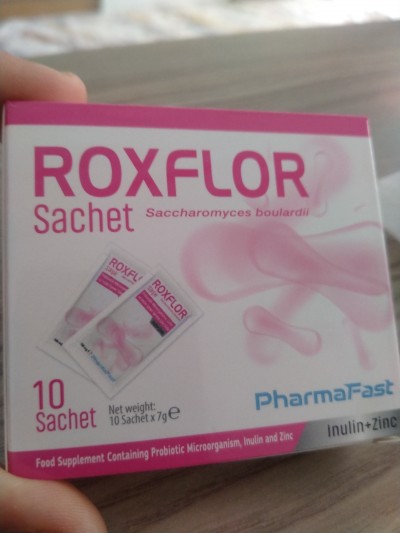 ROXFLOR
Sachet Saccharomyces boulardii
ROXFLOR
10
Sachet
Net weight:
10 Sachet x 7g e
PharmaFast
Inulin+Zinc
Food Supplement Containing Probiotic Microorganism, Inulin and Zinc